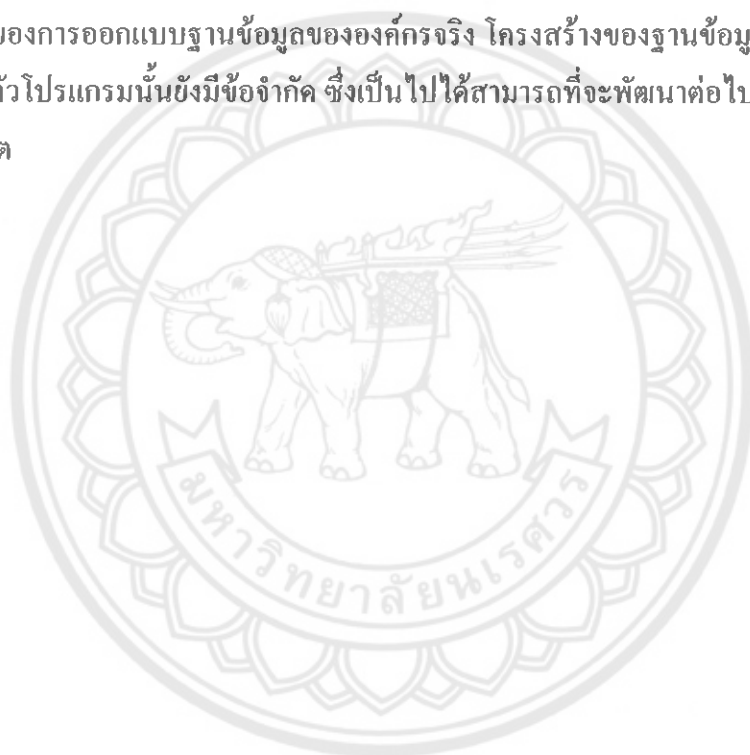 ของการออกแบบฐานข้อมูลขององค์กรจริง โครงสร้างของฐานข้อมู
ตัวโปรแกรมนั้นยังมีข้อจำกัด ซึ่งเป็นไปได้สามารถที่จะพัฒนาต่อไป
ต
มหาวิทยาลัยนเรศวร